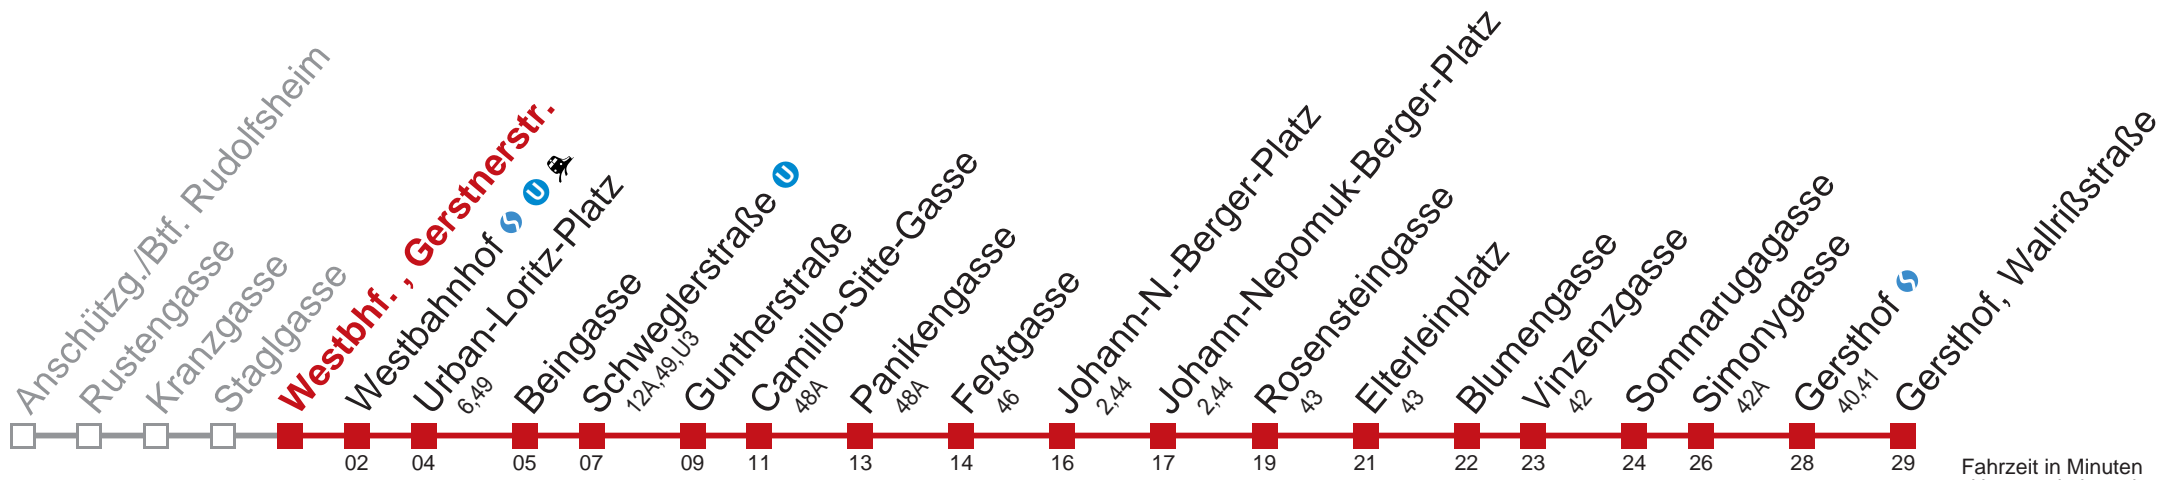 Anschützg./Btf. Rudolfsheim
Rustengasse
Kranzgasse
Staglgasse
Westbhf. , Gerstnerstr.
Westbahnhof
U
Urban-Loritz-Platz
6,49
Beingasse
Schweglerstraße
U
12A,49,U3
Guntherstraße
Camillo-Sitte-Gasse
48A
Panikengasse
48A
Feßtgasse
46
Johann-N.-Berger-Platz
2,44
Johann-Nepomuk-Berger-Platz
2,44
Rosensteingasse
43
Elterleinplatz
43
Blumengasse
Vinzenzgasse
42
Sommarugagasse
Simonygasse
42A
Gersthof
40,41
Gersthof, Wallrißstraße
02 04 05 07 09 11 13 14 16 17 19 21 22 23 24 26 28 29
Fahrzeit in Minuten